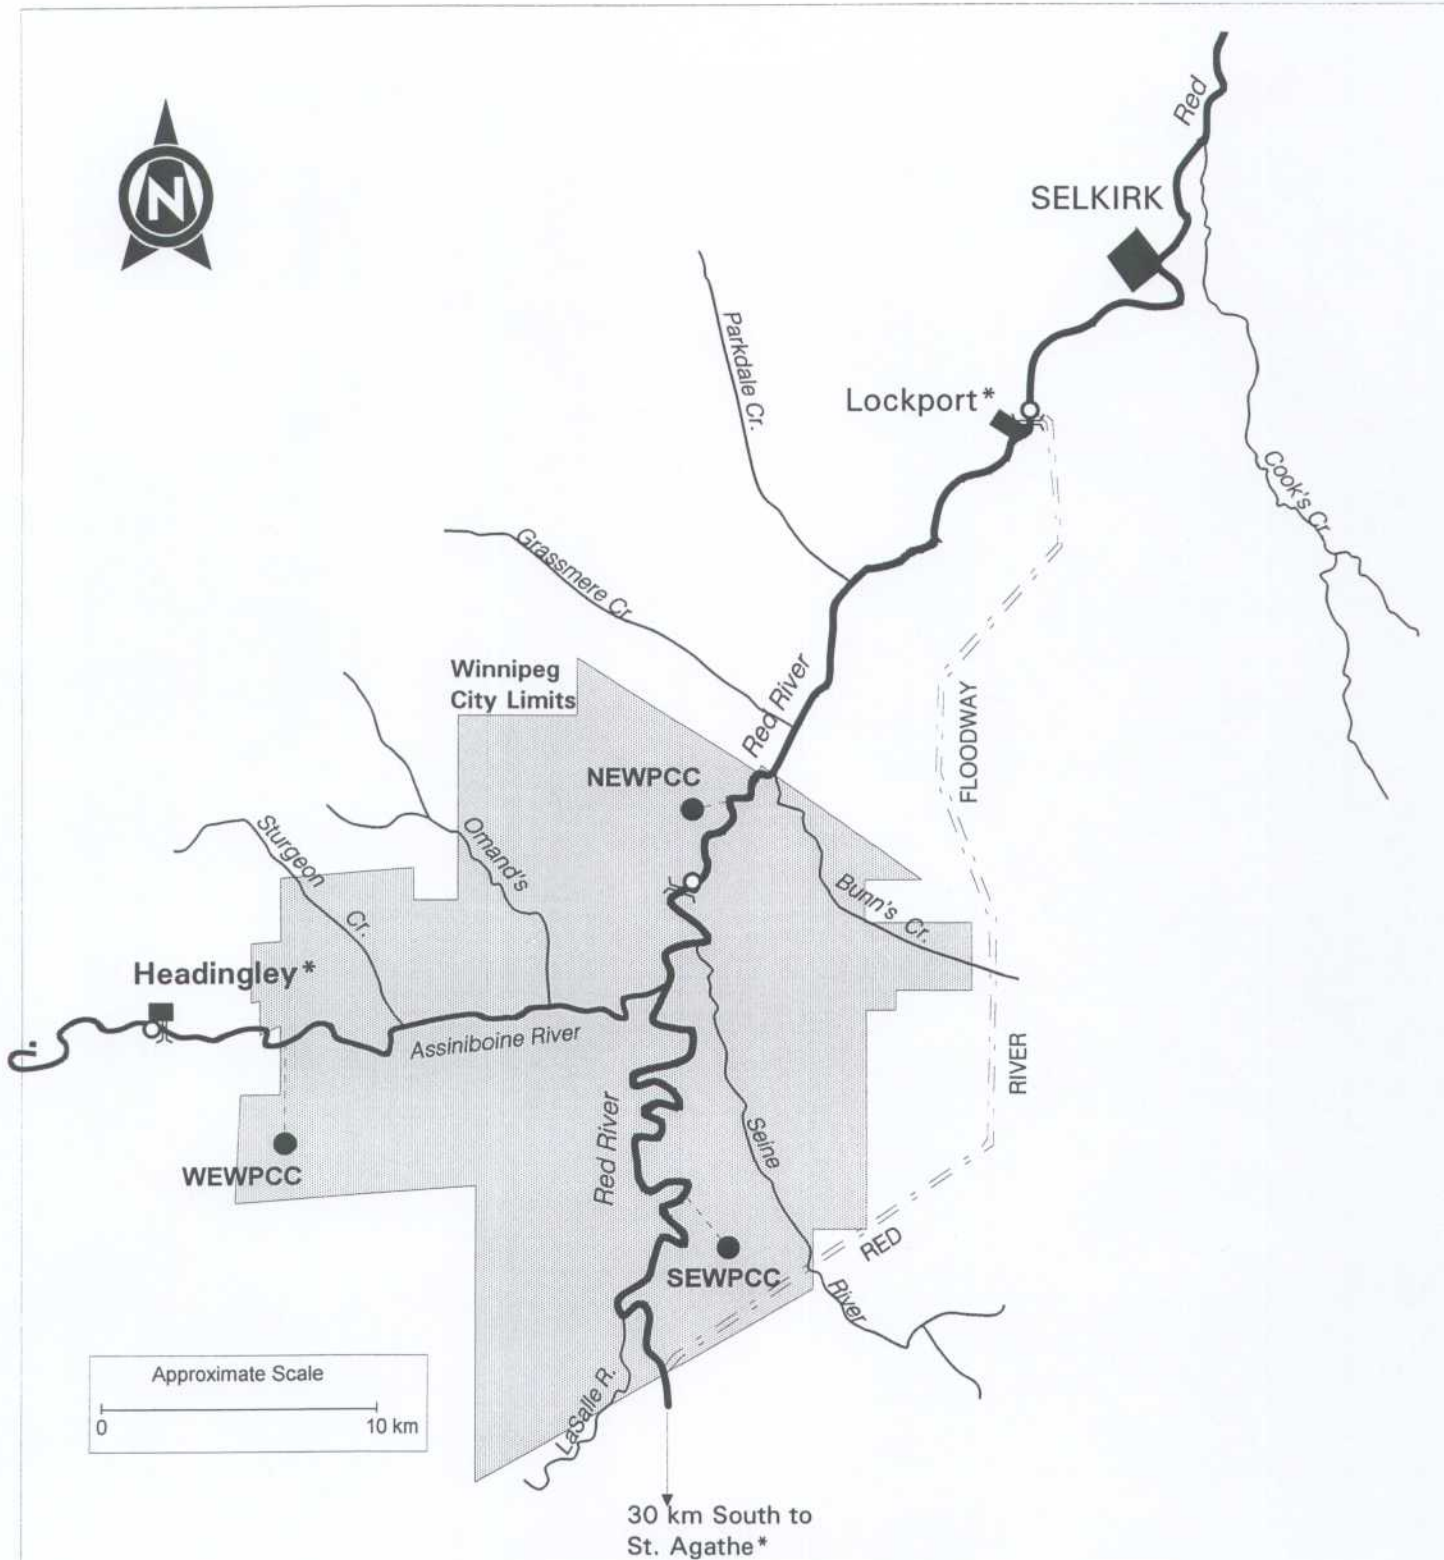 Red
N
SELKIRK
Parkdale Cr.
Lockport*
Cook's Cr.
Grassmere Cr.
Winnipeg
City Limits
Red River
FLOODWAY
NEWPCC
Sturgeon
Cr.
Omand's
Bunn's Cr.
Headingley*
Assiniboine River
RIVER
Red River
Seine
WEWPCC
RED
SEWPCC
River
Approximate Scale
0
10 km
LaSalle R.
30 km South to
St. Agathe*